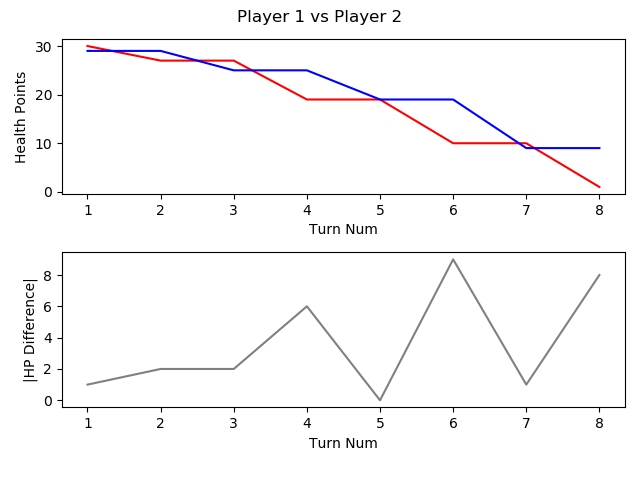 Player 1 vs Player 2
30
20
10
0
Health Points
1 2 3 4 5 6 7 8
Turn Num
8
6
4
2
0
|HP Difference|
1 2 3 4 5 6 7 8
Turn Num